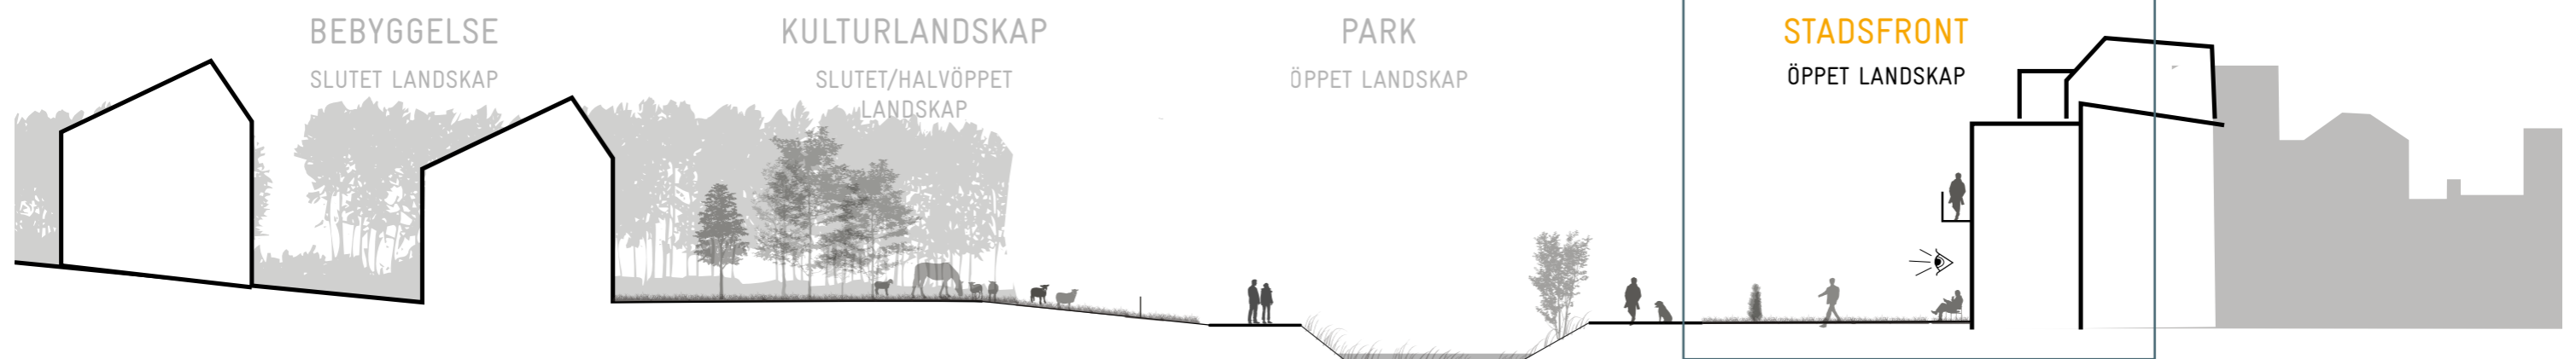 BEBYGGELSE
SLUTET LANDSKAP
KULTURLANDSKAP
SLUTET/HALVÖPPET
LANDSKAP
PARK
ÖPPET LANDSKAP
STADSFRONT
ÖPPET LANDSKAP